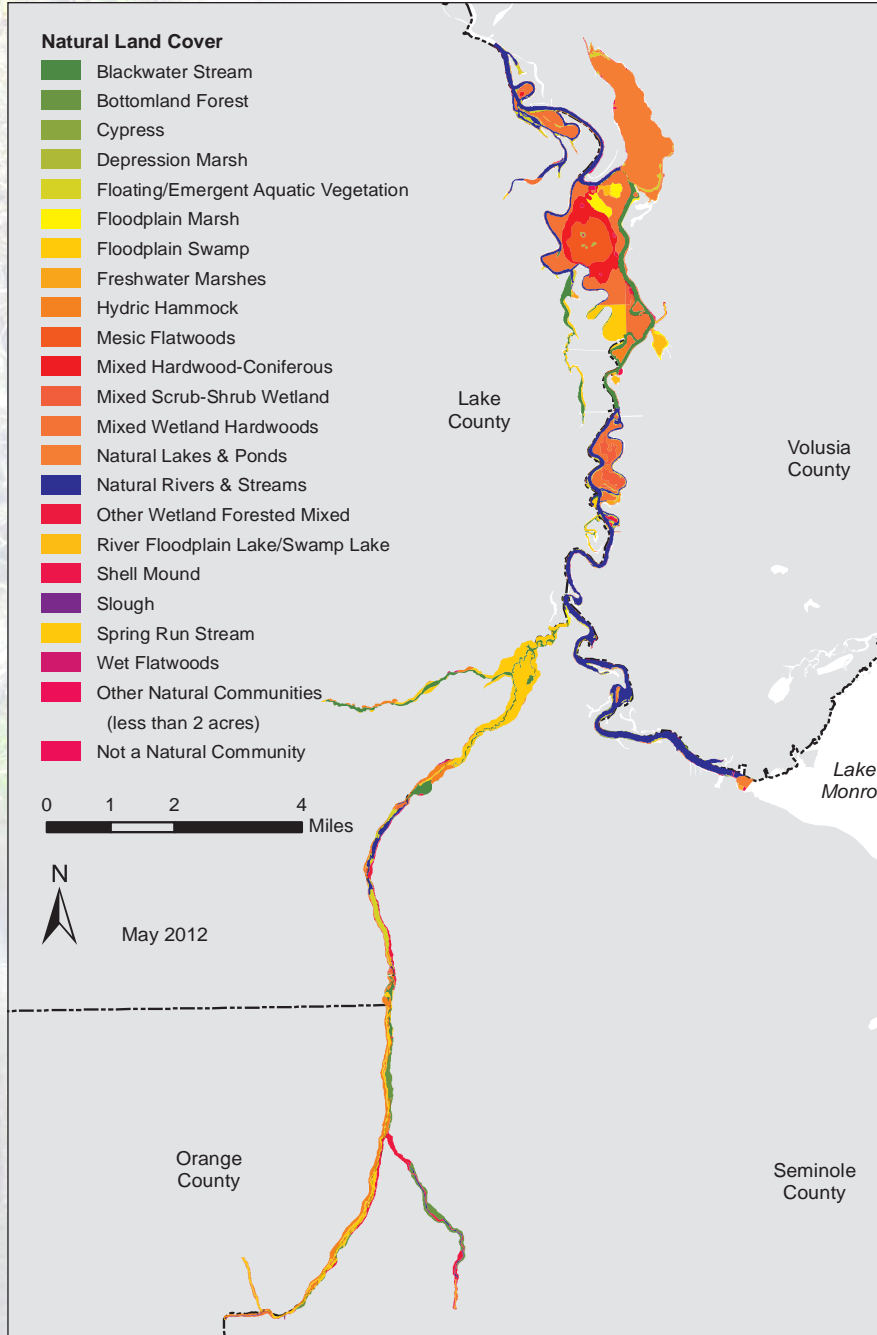 Natural Land Cover
Blackwater Stream
Bottomland Forest
Cypress
Depression Marsh
Floating/Emergent Aquatic Vegetation
Floodplain Marsh
Floodplain Swamp
Freshwater Marshes
Hydric Hammock
Mesic Flatwoods
Mixed Hardwood-Coniferous
Mixed Scrub-Shrub Wetland
Mixed Wetland Hardwoods
Natural Lakes & Ponds
Natural Rivers & Streams
Other Wetland Forested Mixed
River Floodplain Lake/Swamp Lake
Shell Mound
Slough
Spring Run Stream
Wet Flatwoods
Other Natural Communities
(less than 2 acres)
Not a Natural Community
0 1 2 4
Miles
N
May 2012
Lake
County
Volusia
County
Lake
Monro
Orange
County
Seminole
County